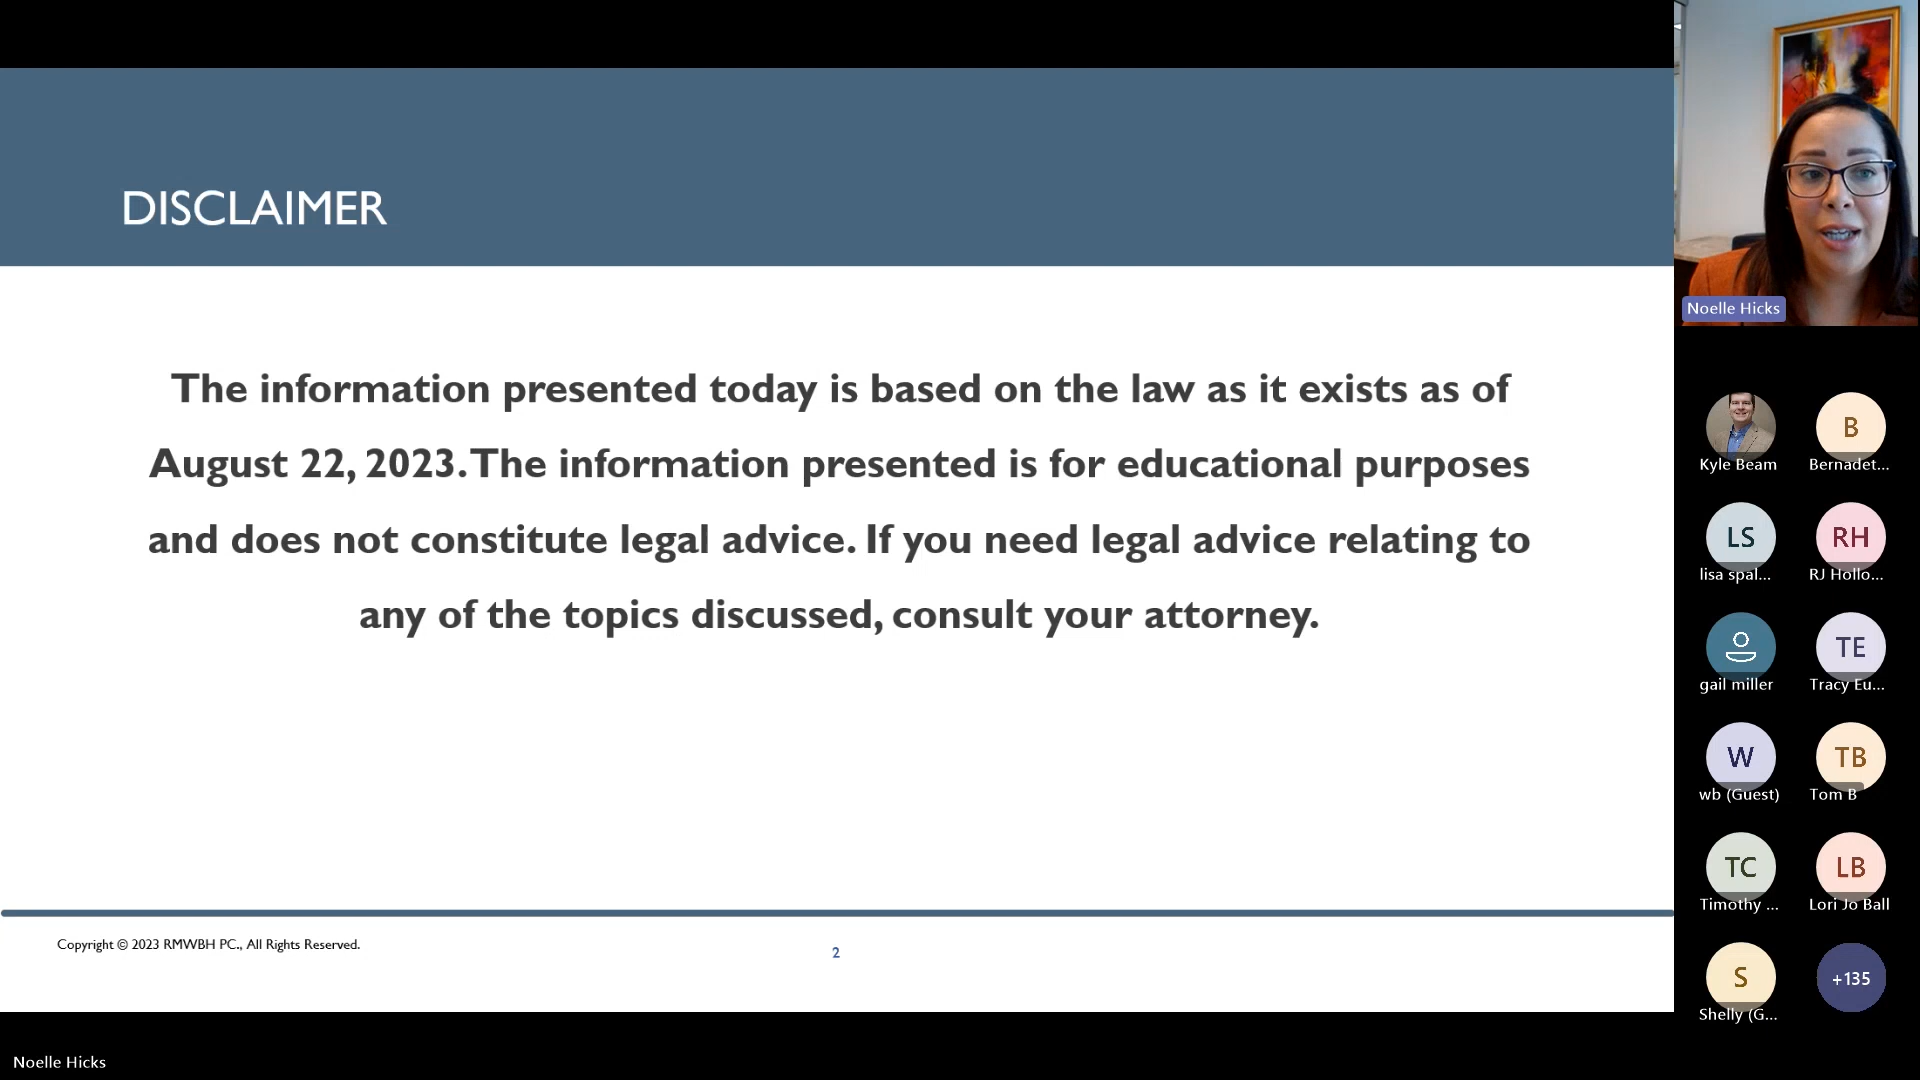 DISCLAIMER
The information presented today is based on the law as it exists as of
August 22, 2023. The information presented is for educational purposes
and does not constitute legal advice. If you need legal advice relating to
any of the topics discussed, consult your attorney.
Copyright © 2023 RMWBH PC., All Rights Reserved.
2
Noelle Hicks
Noelle Hicks
Kyle Beam
B
Bernadet...
LS
lisa spal...
RH
RJ Hollo...
gail miller
TE
Tracy Eu...
W
wb (Guest)
TB
Tom B
TC
Timothy ...
LB
Lori Jo Ball
S
Shelly (G...
+135